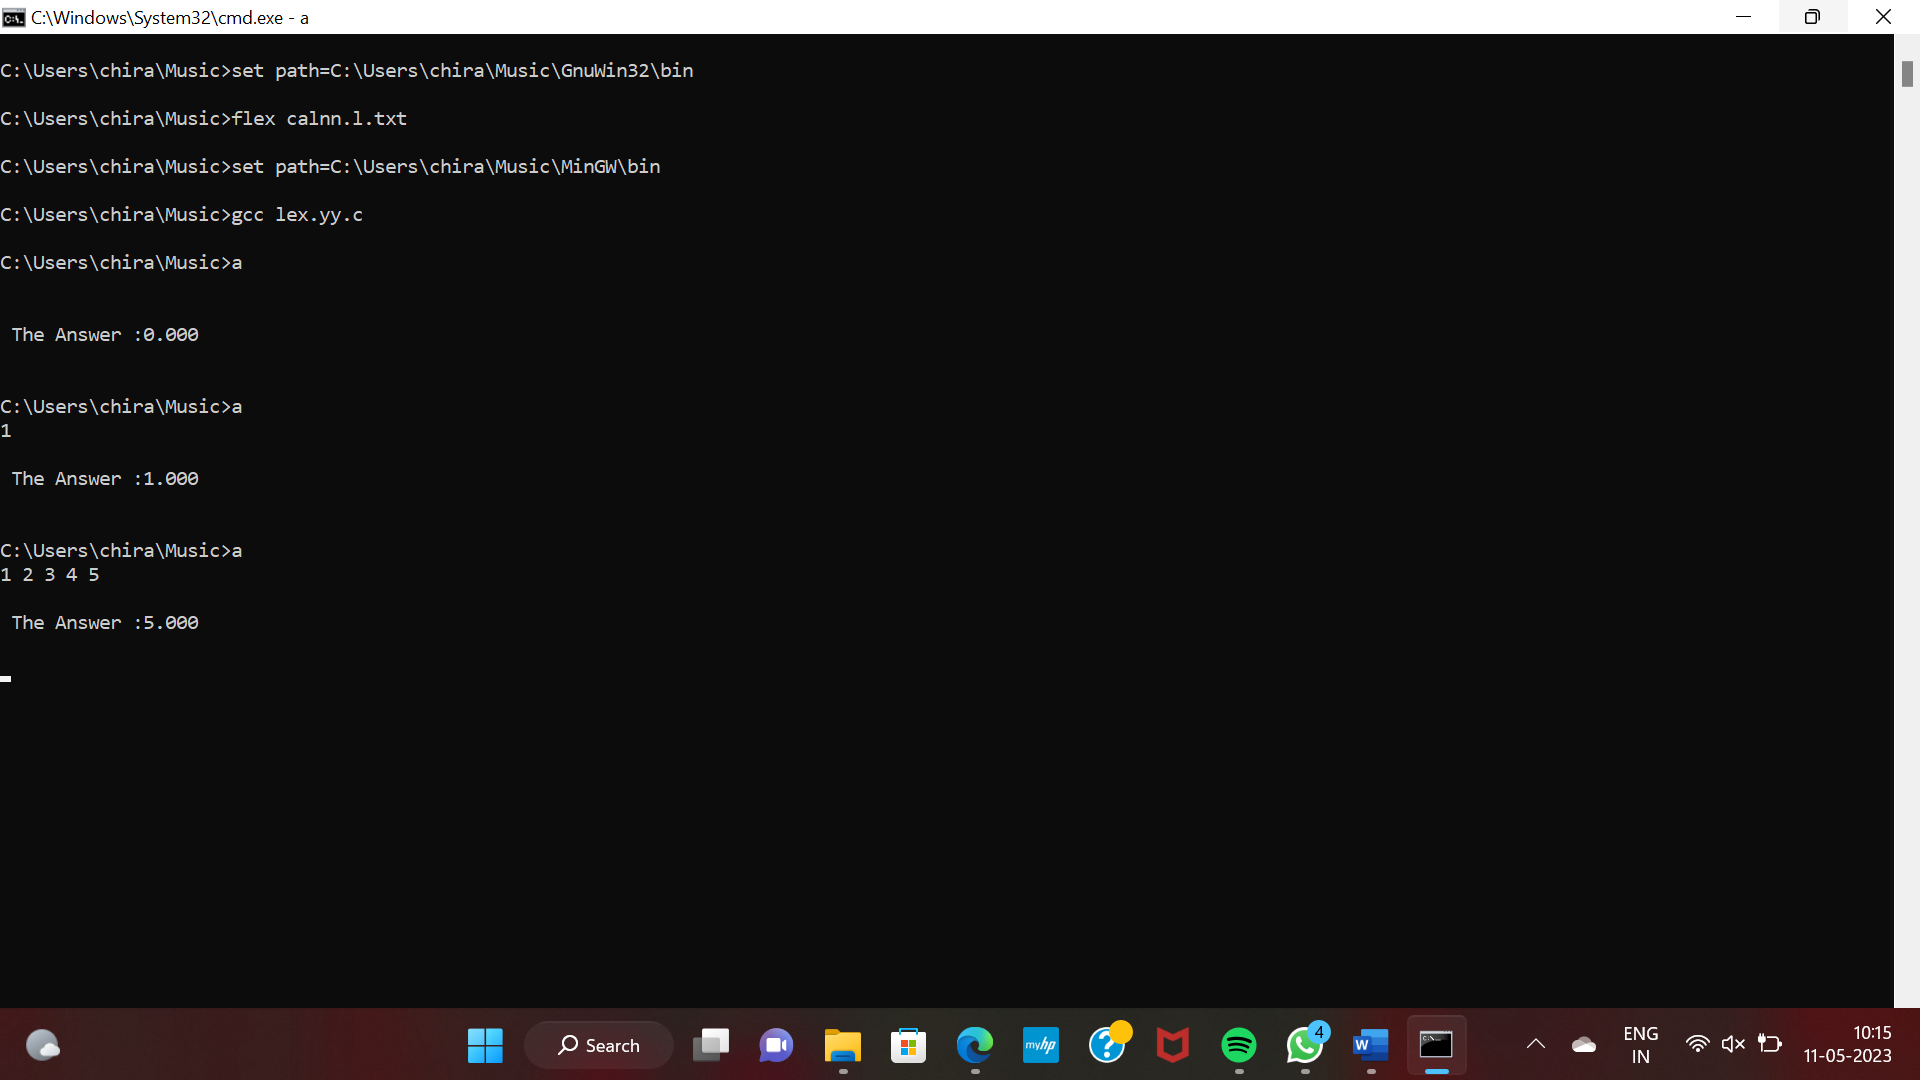 C:\Windows\System32\cmd.exe - a
C:\Users\chira\Music>set path=C:\Users\chira\Music\GnuWin32\bin
C:\Users\chira\Music>flex calnn.l.txt
C:\Users\chira\Music>set path=C:\Users\chira\Music\MinGW\bin
C:\Users\chira\Music>gcc lex.yy.c
C:\Users\chira\Music>a
The Answer :0.000
C:\Users\chira\Music>a
1
The Answer :1.000
C:\Users\chira\Music>a
1 2 3 4 5
The Answer :5.000
Search
myhp
4
W
ENG
IN
10:15
11-05-2023